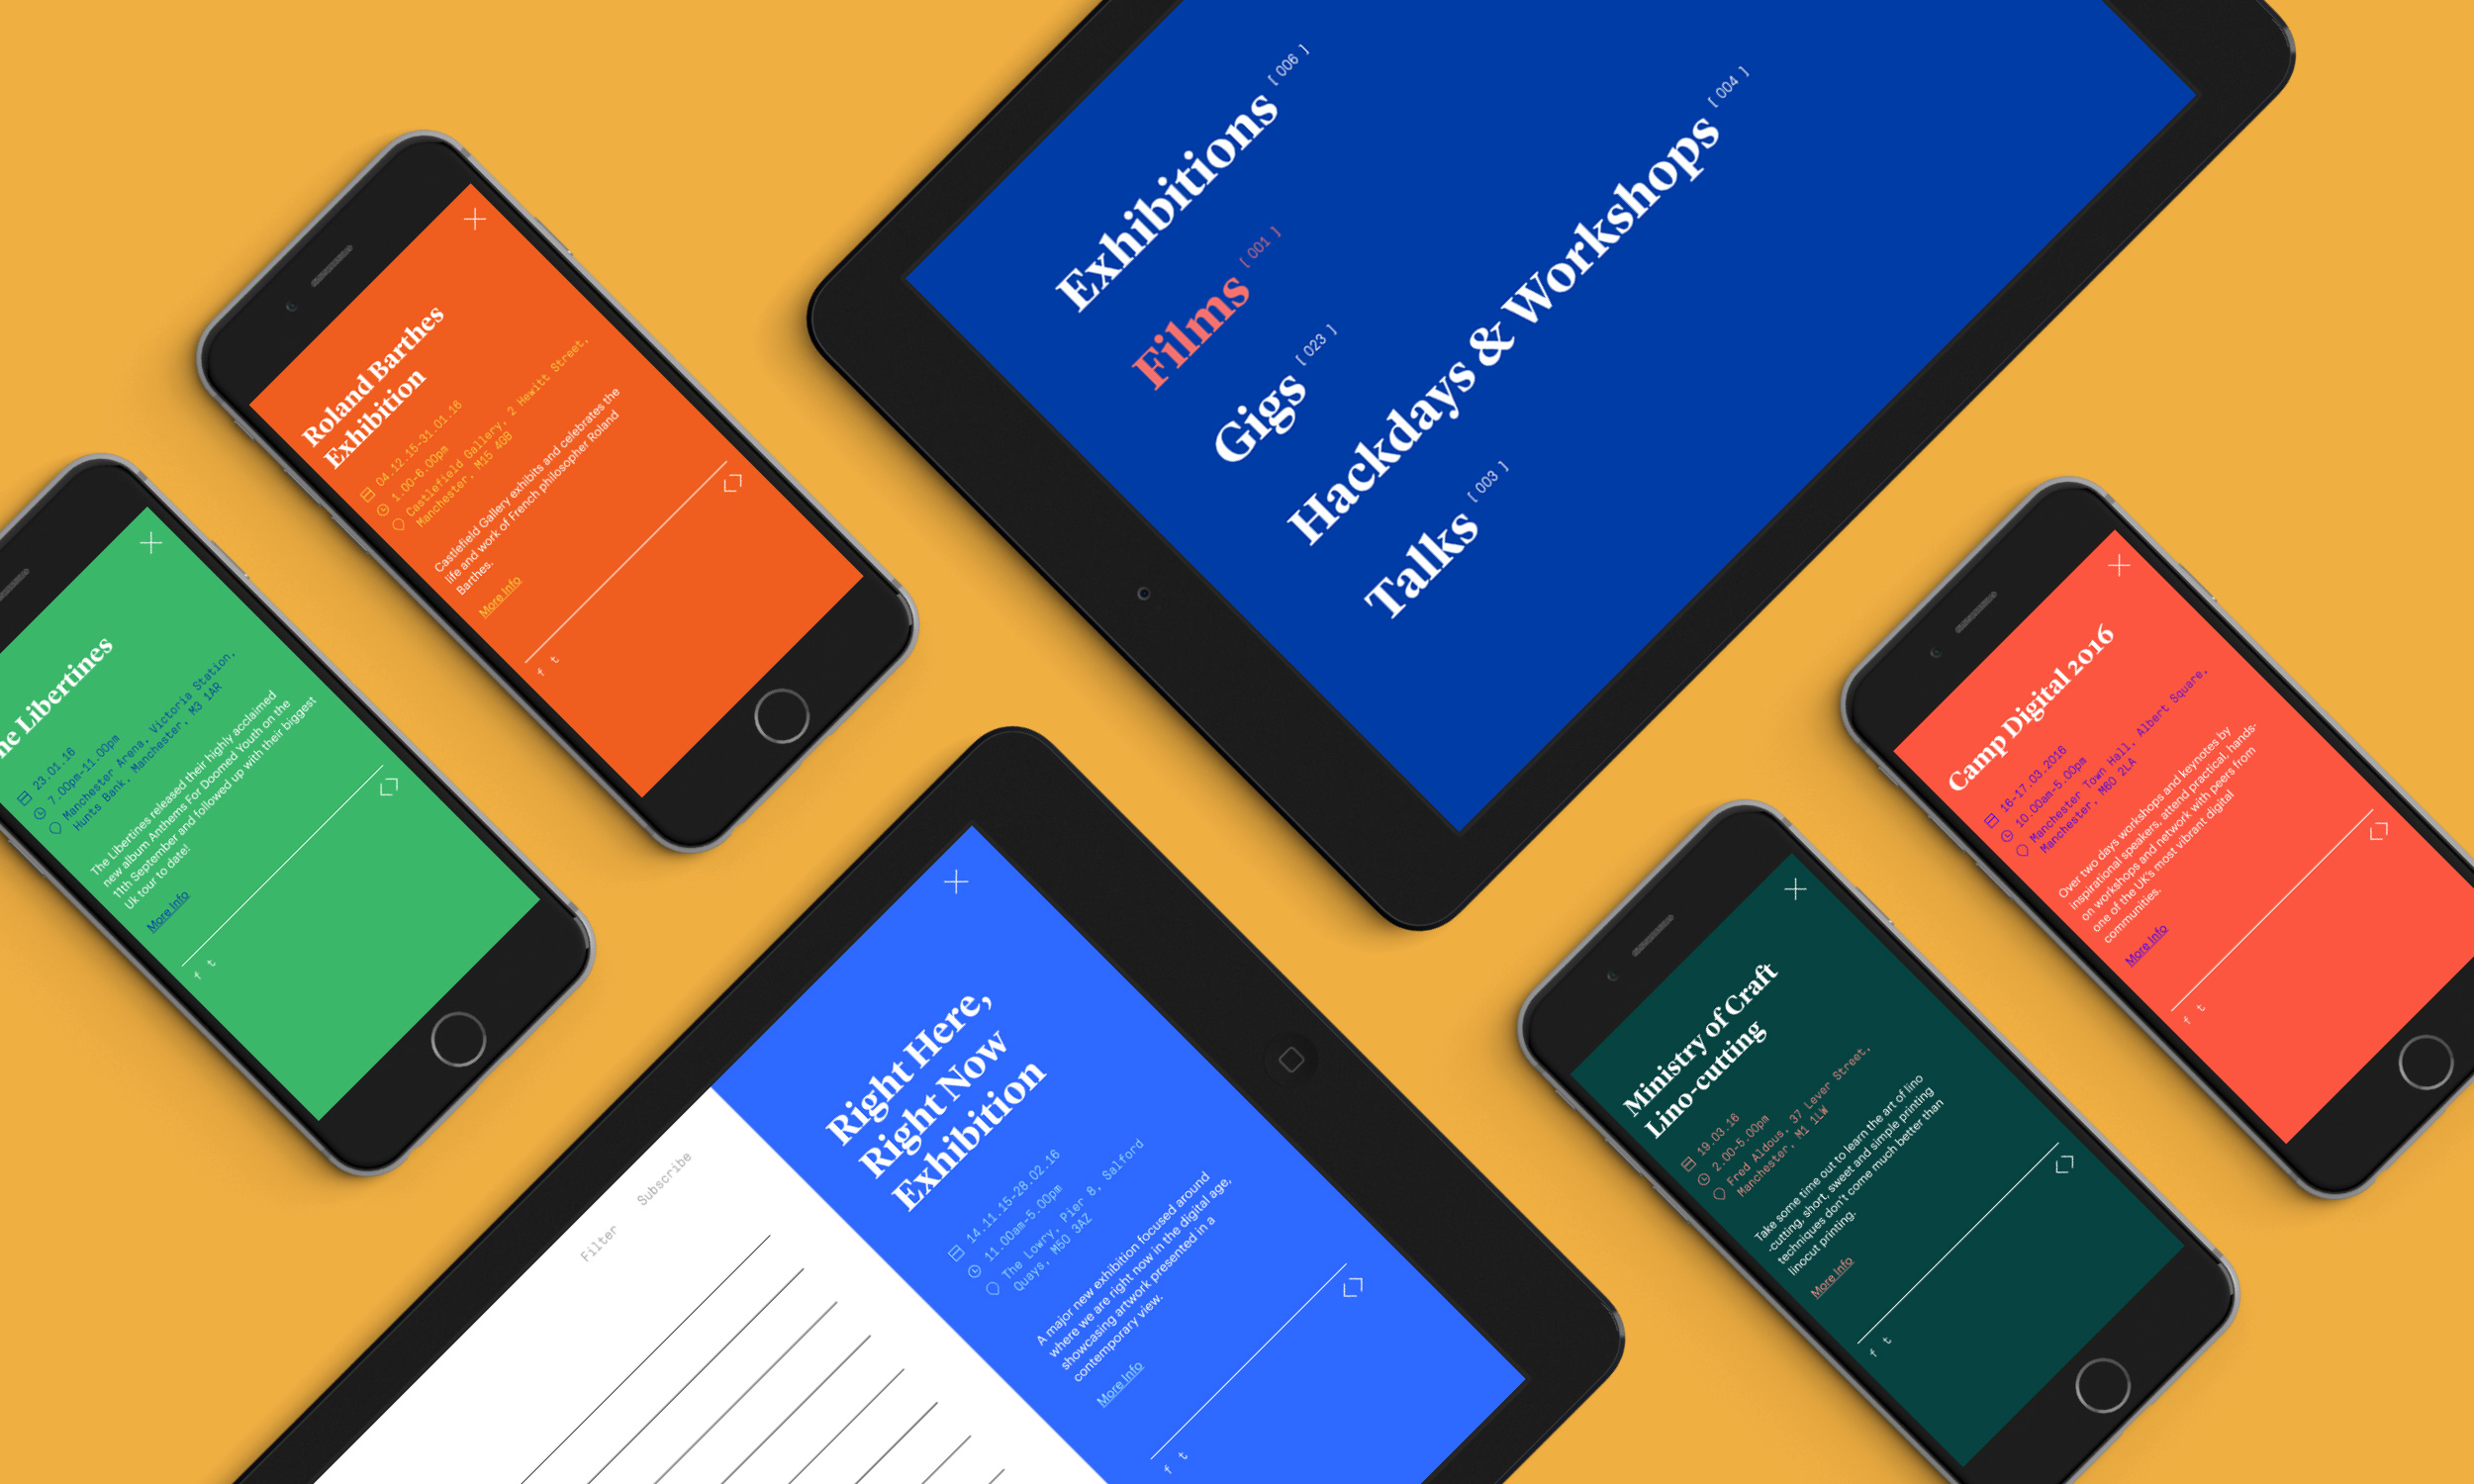 Exhibitions [ 006 ]
Films [ 001 ]
Gigs [ 023 ]
Hackdays & Workshops [ 004 ]
Talks [ 003 ]
Roland Barthes
Exhibition
04.12.15-31.01.16
1.00-6.00pm
Castlefield Gallery, 2 Hewitt Street,
Manchester, M15 4GB
Castlefield Gallery exhibits and celebrates the
life and work of French philosopher Roland
Barthes.
More Info
f t
he Libertines
23.01.16
7.00pm-11.00pm
Manchester Arena, Victoria Station,
Hunts Bank, Manchester, M3 1AR
The Libertines released their highly acclaimed
new album Anthems For Doomed Youth on the
11th September and followed up with their biggest
Uk tour to date!
More Info
f t
Filter Subscribe
Right Here,
Right Now
Exhibition
14.11.15-28.02.16
11.00am-5.00pm
The Lowry, Pier 8, Salford
Quays, M50 3AZ
A major new exhibition focused around
where we are right now in the digital age,
showcasing artwork presented in a
contemporary view.
More Info
f t
Ministry of Craft
Lino-cutting
19.03.16
2.00-5.00pm
Fred Aldous, 37 Lever Street,
Manchester, M1 1LW
Take some time out to learn the art of lino
-cutting, short, sweet and simple printing
techniques don't come much better than
linocut printing.
More Info
f t
Camp Digital 2016
16-17.03.2016
10.00am-5.00pm
Manchester Town Hall, Albert Square,
Manchester, M60 2LA
Over two days workshops and keynotes by
inspirational speakers, attend practical, hands-
on workshops and network with peers from
one of the UK's most vibrant digital
communities.
More Info
f t